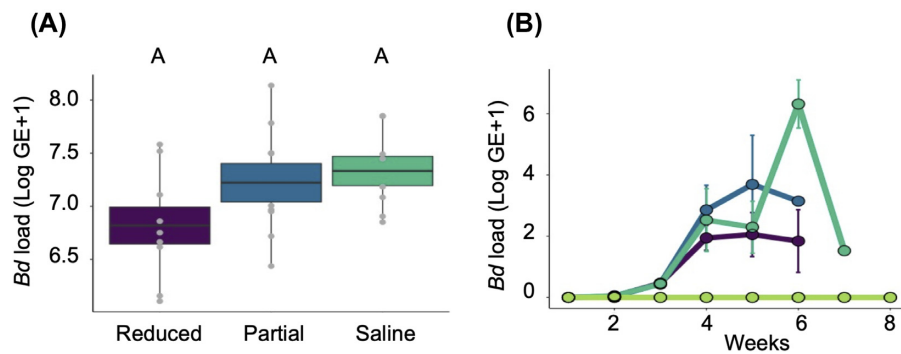 (A)
A A A
Bd load (Log GE+1)
8.0
7.5
7.0
6.5
Reduced Partial Saline
(B)
Bd load (Log GE+1)
6
4
2
0
2 4 6 8
Weeks